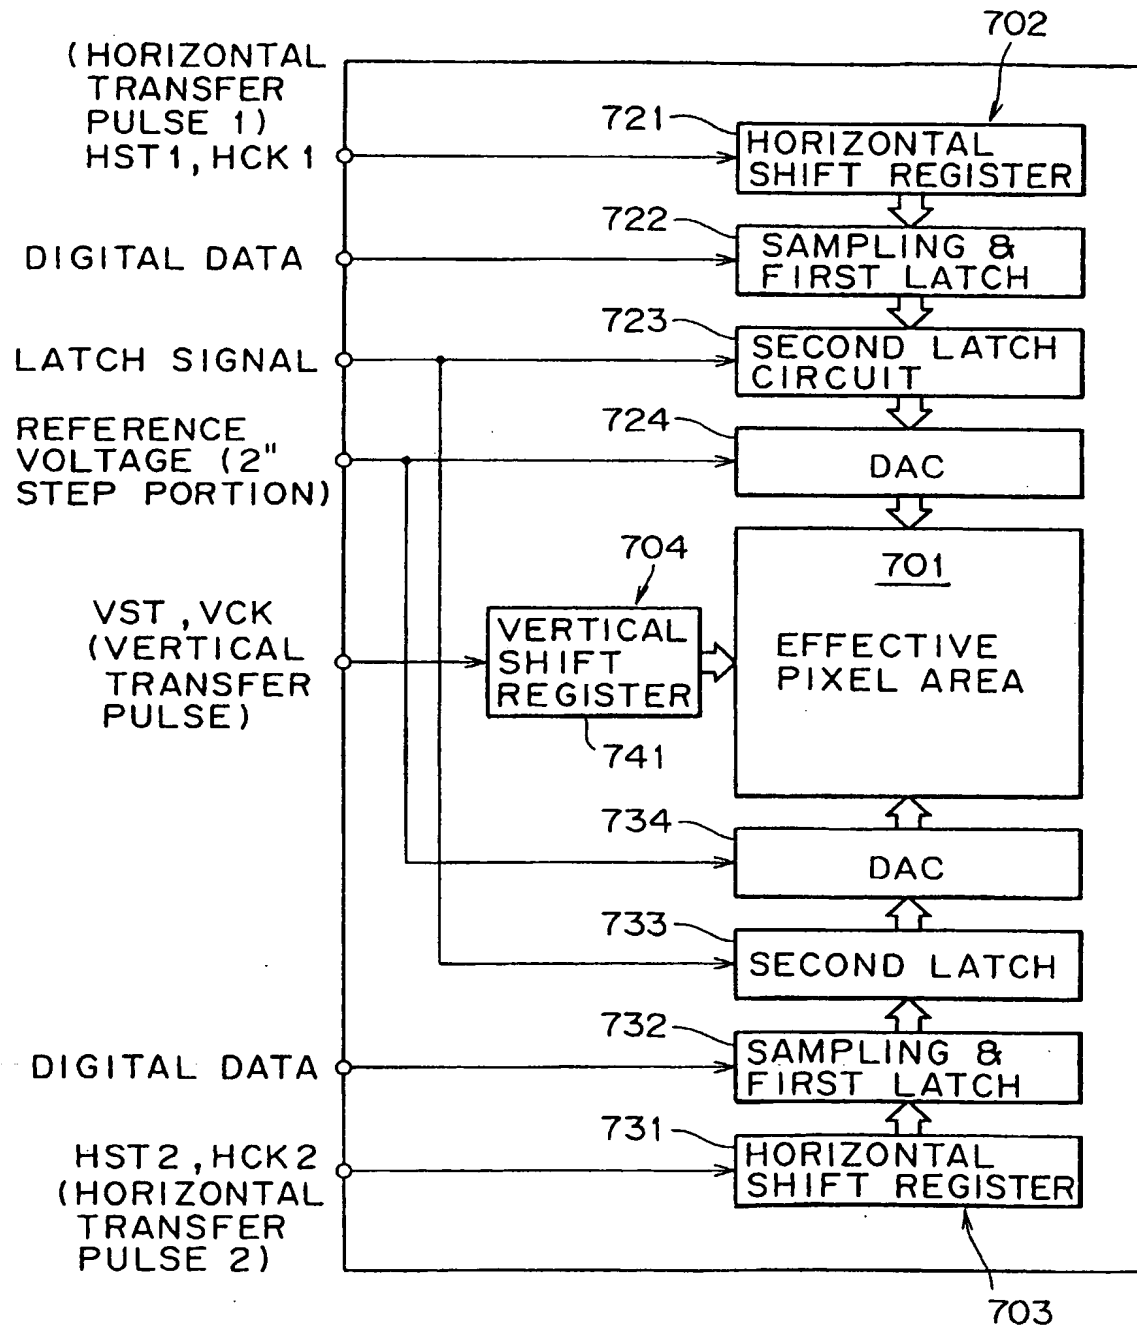 702
(HORIZONTAL
TRANSFER
PULSE 1)
HST1, HCK1
721
HORIZONTAL
SHIFT REGISTER
722
DIGITAL DATA
SAMPLING &
FIRST LATCH
723
LATCH SIGNAL
SECOND LATCH
CIRCUIT
REFERENCE
VOLTAGE (2"
STEP PORTION)
724
DAC
704
701
VST, VCK
(VERTICAL
TRANSFER
PULSE)
VERTICAL
SHIFT
REGISTER
741
EFFECTIVE
PIXEL AREA
734
DAC
733
SECOND LATCH
732
DIGITAL DATA
SAMPLING &
FIRST LATCH
731
HST2, HCK2
(HORIZONTAL
TRANSFER
PULSE 2)
HORIZONTAL
SHIFT REGISTER
703